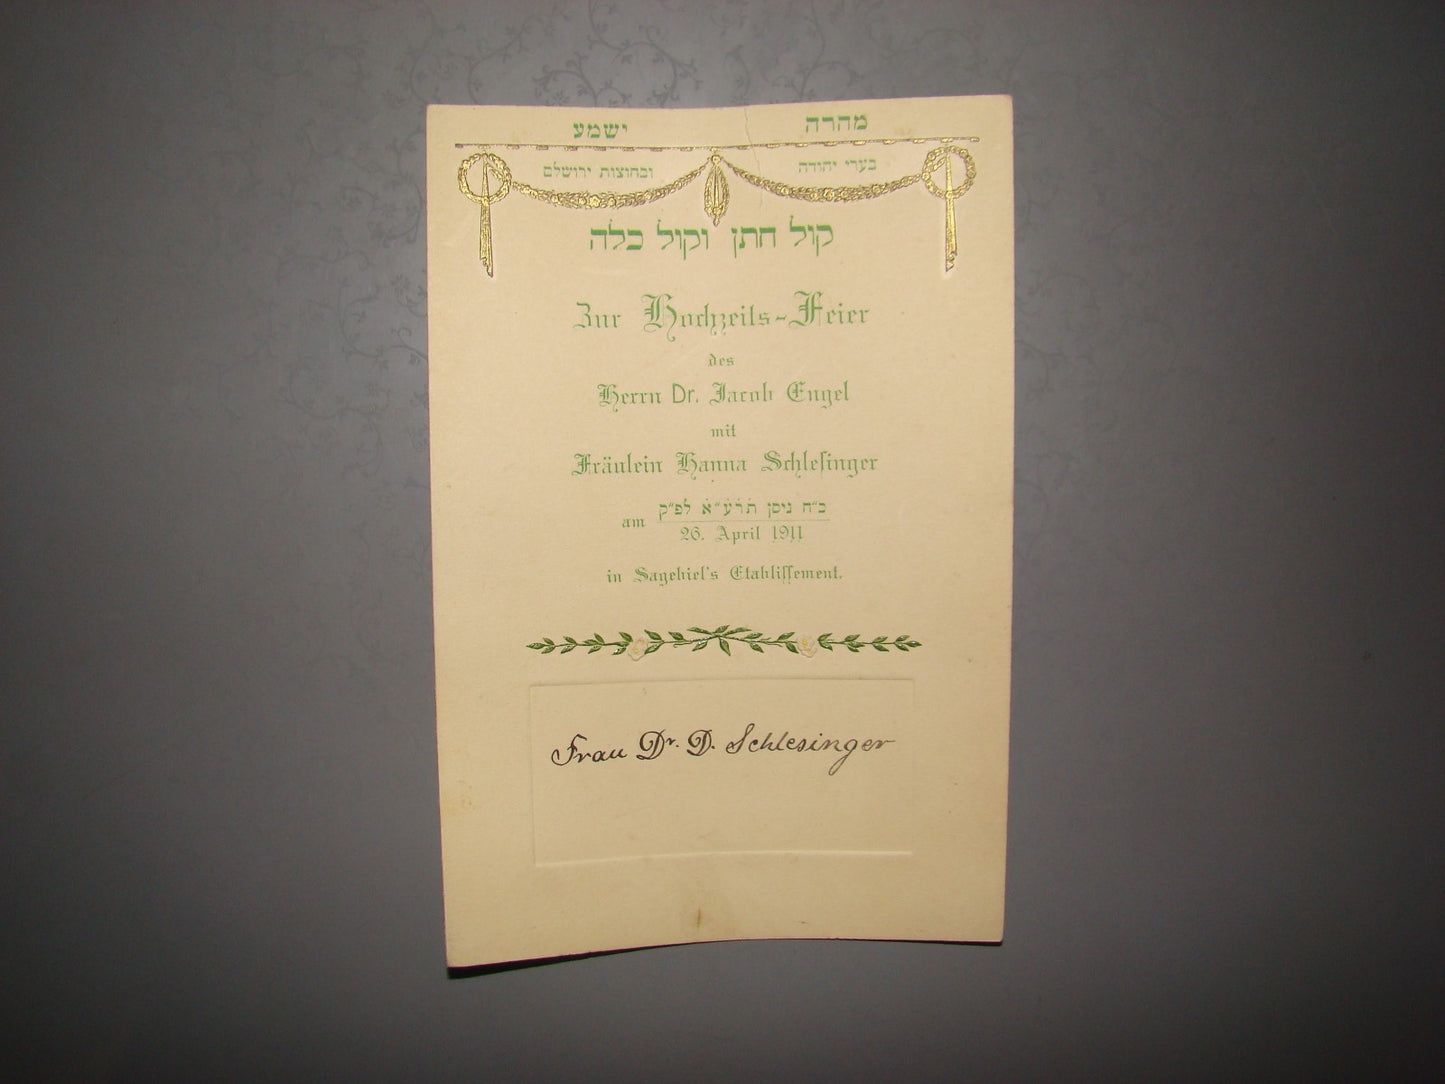 מהרה ישמע
בערי יהודה ובחוצות ירושלם
קול חתן וקול כלה
Zur Hochzeits-Feier
des
Herrn Dr. Jacob Engel
mit
Fräulein Hanna Schlesinger
כ״ח ניסן תרע״א לפ״ק
am
26. April 1911
in Sagebiel's Etablissement.
Frau Dr. D. Schlesinger